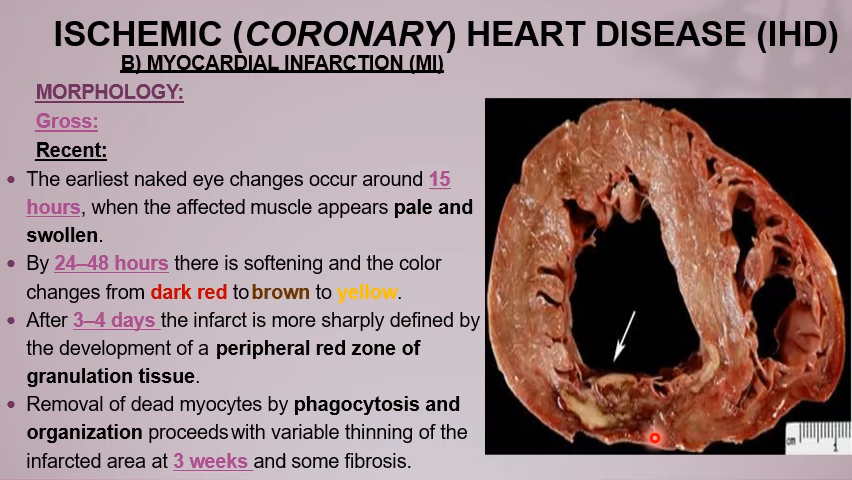 ISCHEMIC (CORONARY) HEART DISEASE (IHD)
B) MYOCARDIAL INFARCTION (MI)
MORPHOLOGY:
Gross:
Recent:
• The earliest naked eye changes occur around 15
hours, when the affected muscle appears pale and
swollen.
• By 24–48 hours there is softening and the color
changes from dark red to brown to yellow.
• After 3–4 days the infarct is more sharply defined by
the development of a peripheral red zone of
granulation tissue.
• Removal of dead myocytes by phagocytosis and
organization proceeds with variable thinning of the
infarcted area at 3 weeks and some fibrosis.
cm 1